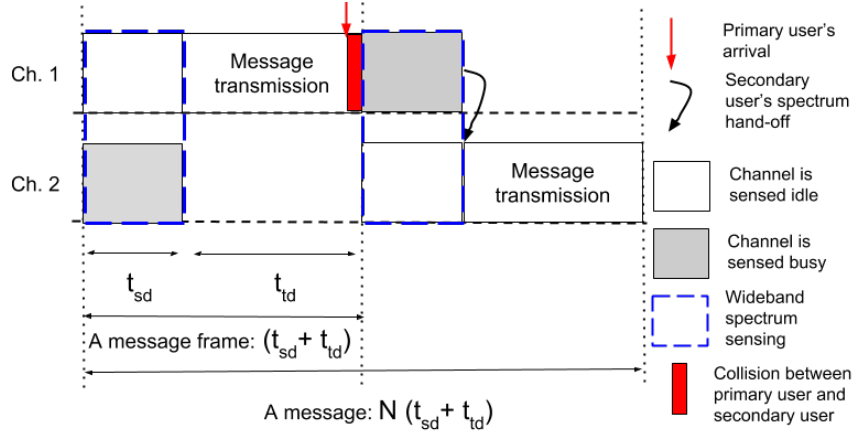 Ch. 1
Message
transmission
Ch. 2
Message
transmission
t_sd
t_td
A message frame: (t_sd + t_td)
A message: N (t_sd + t_td)
Primary user's
arrival
Secondary
user's spectrum
hand-off
Channel is
sensed idle
Channel is
sensed busy
Wideband
spectrum
sensing
Collision between
primary user and
secondary user